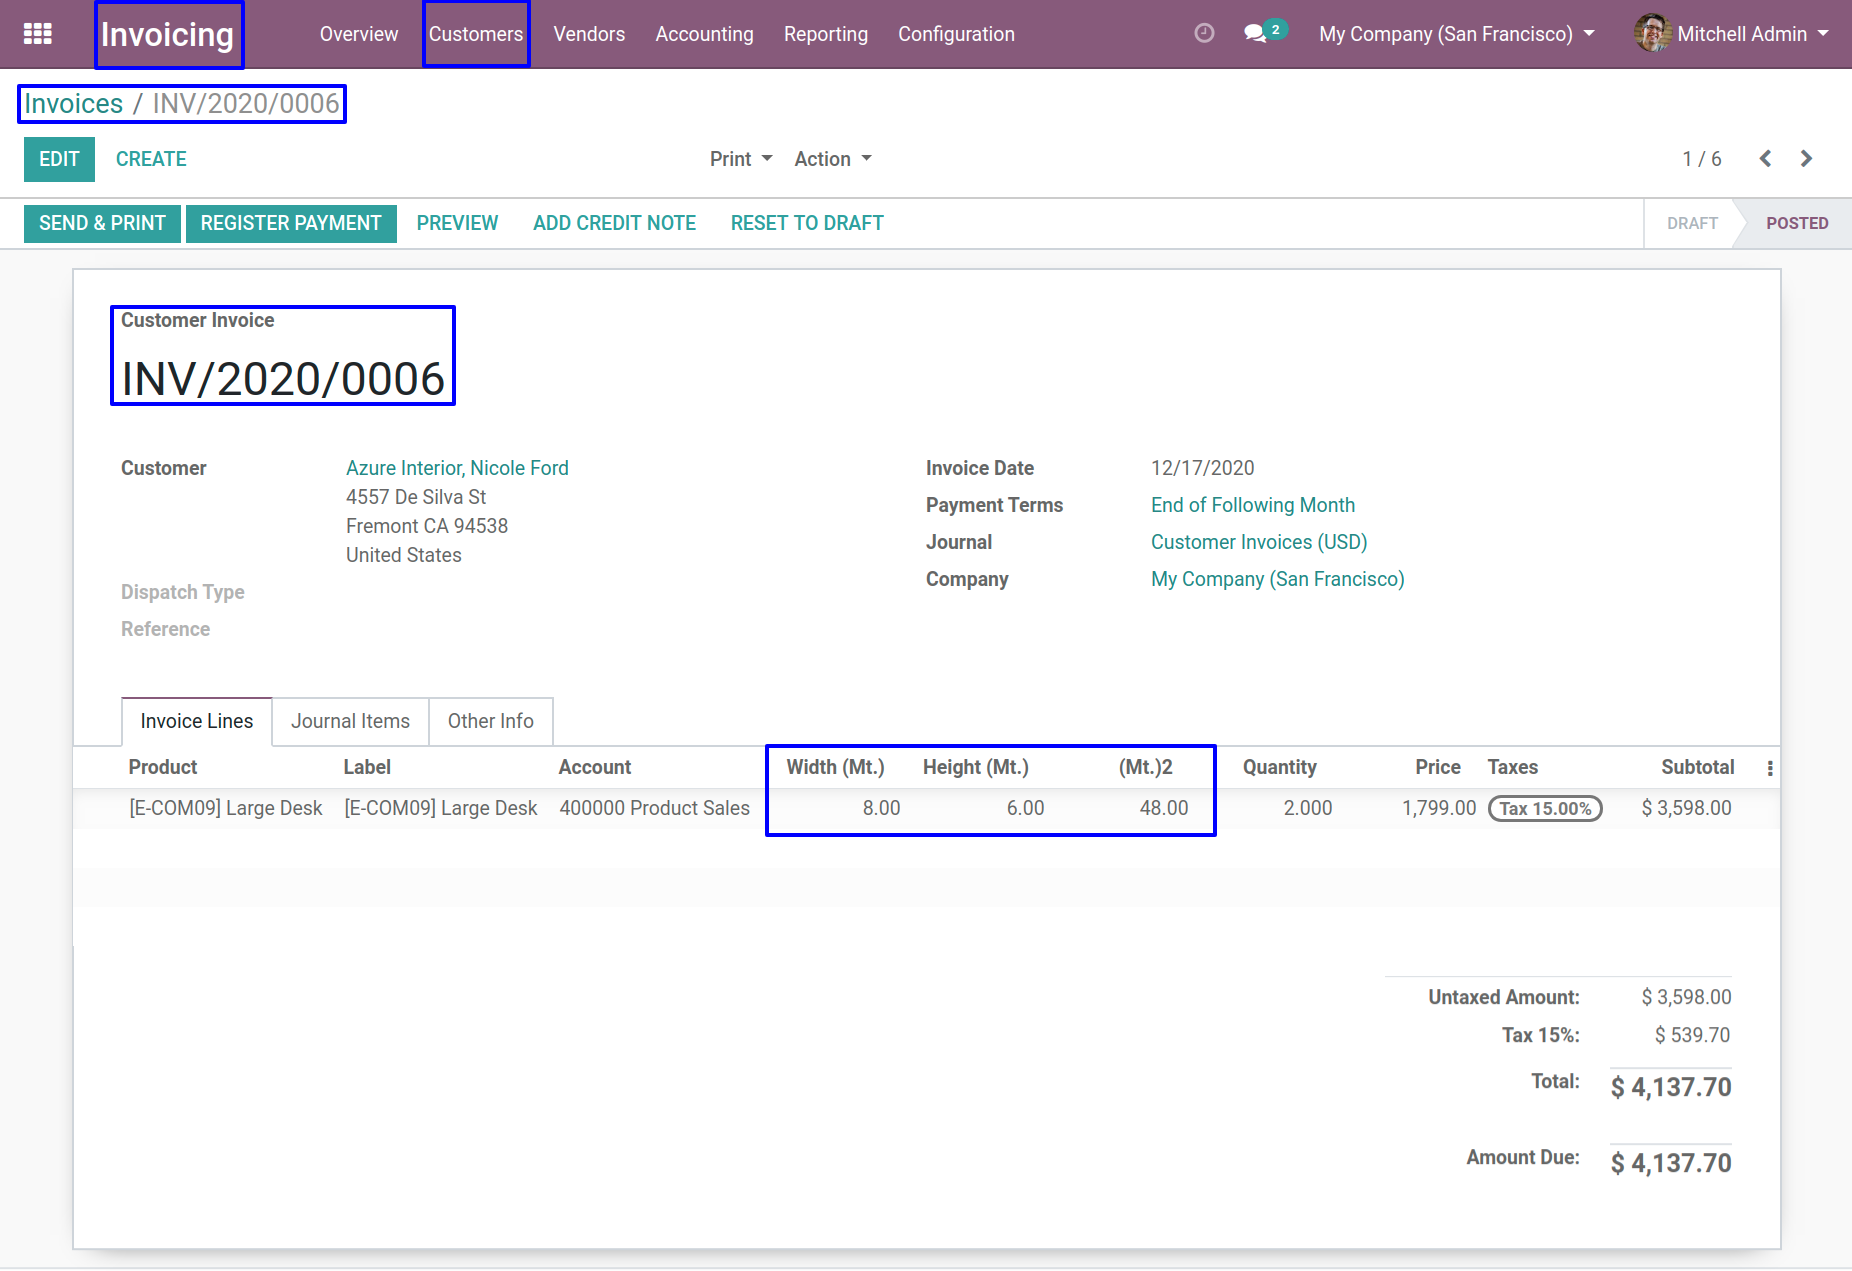 Invoicing Overview Customers Vendors Accounting Reporting Configuration 2 My Company (San Francisco) Mitchell Admin
Invoices / INV/2020/0006
EDIT CREATE Print Action 1 / 6
SEND & PRINT REGISTER PAYMENT PREVIEW ADD CREDIT NOTE RESET TO DRAFT DRAFT POSTED
Customer Invoice
INV/2020/0006
Customer Azure Interior, Nicole Ford
4557 De Silva St
Fremont CA 94538
United States
Dispatch Type
Reference
Invoice Date 12/17/2020
Payment Terms End of Following Month
Journal Customer Invoices (USD)
Company My Company (San Francisco)
Invoice Lines Journal Items Other Info
Product Label Account Width (Mt.) Height (Mt.) (Mt.)2 Quantity Price Taxes Subtotal
[E-COM09] Large Desk [E-COM09] Large Desk 400000 Product Sales 8.00 6.00 48.00 2.000 1,799.00 Tax 15.00% $ 3,598.00
Untaxed Amount: $ 3,598.00
Tax 15%: $ 539.70
Total: $ 4,137.70
Amount Due: $ 4,137.70